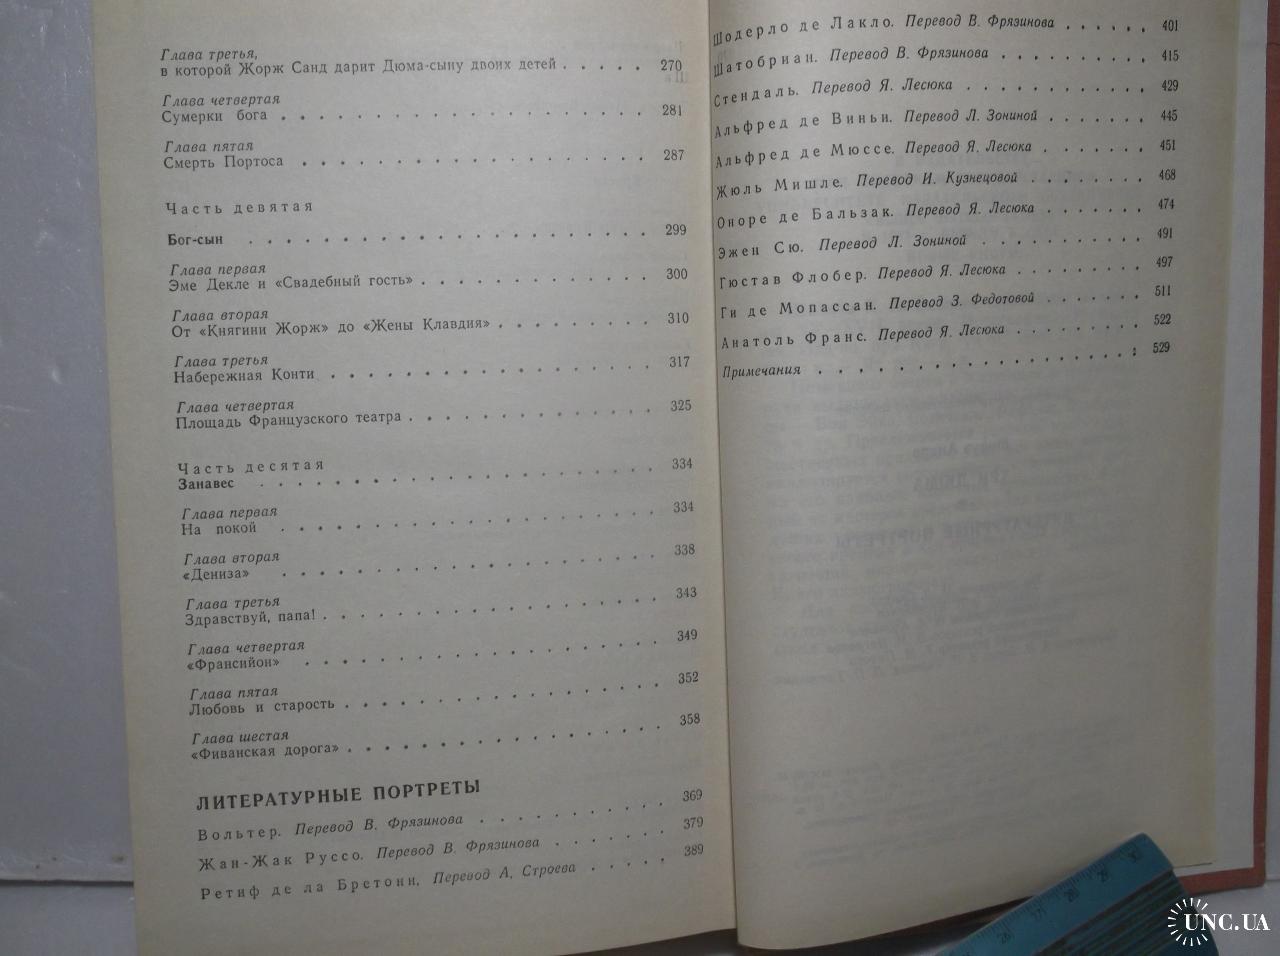 Глава третья,
в которой Жорж Санд дарит Дюма-сыну двоих детей . . . . . 270
Глава четвертая
Сумерки бога . . . . . . . . . . . . . . . . . . 281
Глава пятая
Смерть Портоса . . . . . . . . . . . . . . . . . 287
Часть девятая
Бог-сын . . . . . . . . . . . . . . . . . . . . 299
Глава первая
Эме Декле и «Свадебный гость» . . . . . . . . . . . 300
Глава вторая
От «Княгини Жорж» до «Жены Клавдия» . . . . . . . . 310
Глава третья
Набережная Конти . . . . . . . . . . . . . . . . 317
Глава четвертая
Площадь Французского театра . . . . . . . . . . . . 325
Часть десятая
Занавес . . . . . . . . . . . . . . . . . . . . 334
Глава первая
На покой . . . . . . . . . . . . . . . . . . . 334
Глава вторая
«Дениза» . . . . . . . . . . . . . . . . . . . 338
Глава третья
Здравствуй, папа! . . . . . . . . . . . . . . . . 343
Глава четвертая
«Франсийон» . . . . . . . . . . . . . . . . . . 349
Глава пятая
Любовь и старость . . . . . . . . . . . . . . . 352
Глава шестая
«Фиванская дорога» . . . . . . . . . . . . . . . 358
ЛИТЕРАТУРНЫЕ ПОРТРЕТЫ
Вольтер. Перевод В. Фрязинова . . . . . . . . . . 369
Жан-Жак Руссо. Перевод В. Фрязинова . . . . . . . 379
Ретиф де ла Бретонн. Перевод А. Строева . . . . . 389
Шодерло де Лакло. Перевод В. Фрязинова . . . . . . 401
Шатобриан. Перевод В. Фрязинова . . . . . . . . . 415
Стендаль. Перевод Я. Лесюка . . . . . . . . . . . 429
Альфред де Виньи. Перевод Л. Зониной . . . . . . . 445
Альфред де Мюссе. Перевод Я. Лесюка . . . . . . . 451
Жюль Мишле. Перевод И. Кузнецовой . . . . . . . . 468
Оноре де Бальзак. Перевод Я. Лесюка . . . . . . . 474
Эжен Сю. Перевод Л. Зониной . . . . . . . . . . 491
Гюстав Флобер. Перевод Я. Лесюка . . . . . . . . 497
Ги де Мопассан. Перевод З. Федотовой . . . . . . . 511
Анатоль Франс. Перевод Я. Лесюка . . . . . . . . 522
Примечания . . . . . . . . . . . . . . . . . 529
UNC.UA